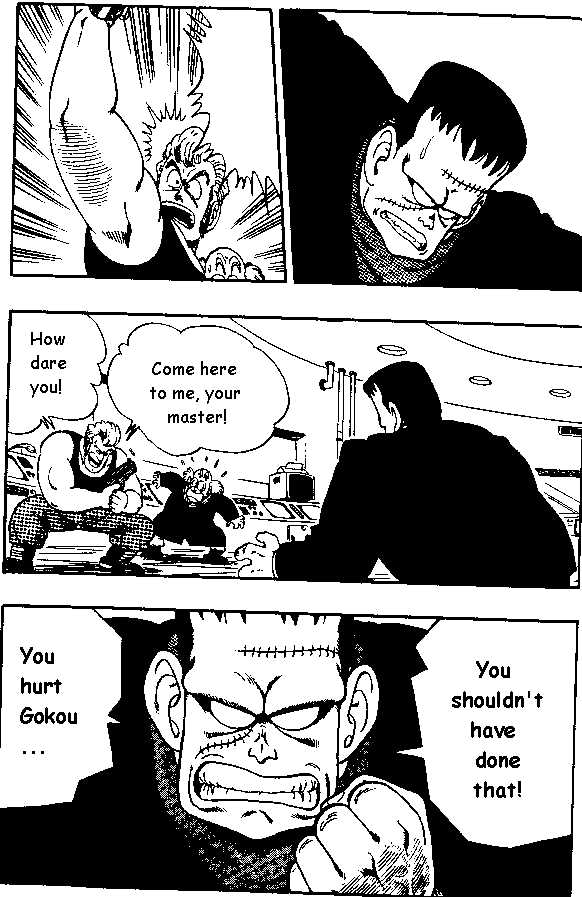 How
dare
you!
Come here
to me, your
master!
You
hurt
Gokou
...
You
shouldn't
have
done
that!